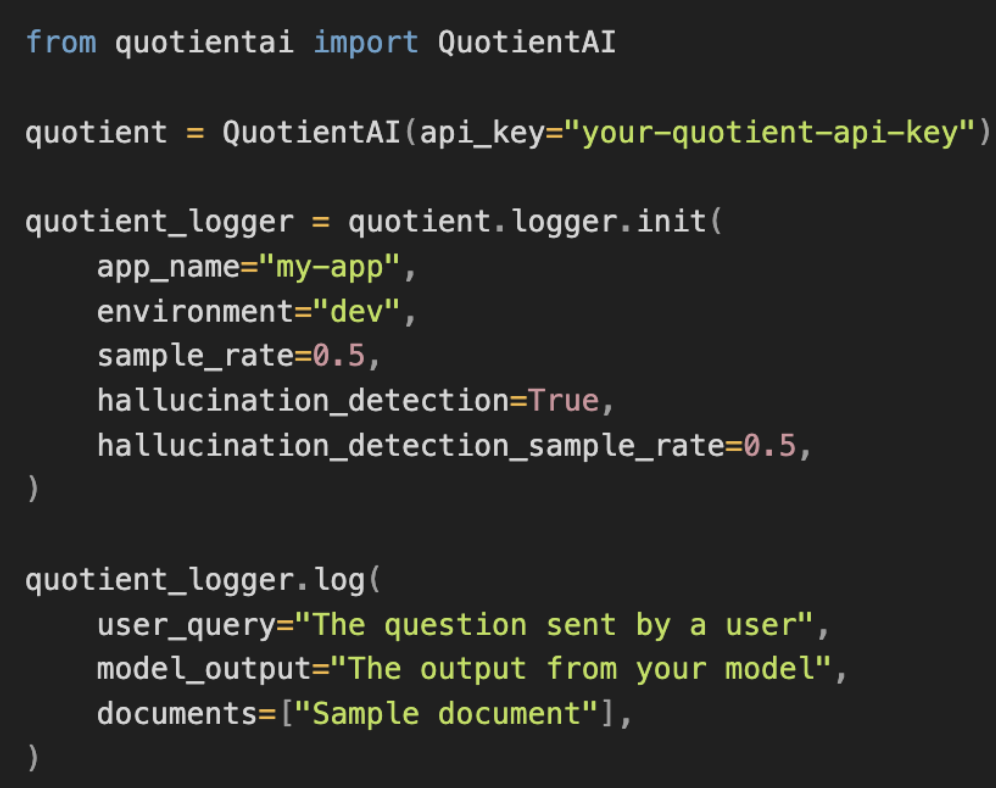 from quotientai import QuotientAI
quotient = QuotientAI(api_key="your-quotient-api-key")
quotient_logger = quotient.logger.init(
    app_name="my-app",
    environment="dev",
    sample_rate=0.5,
    hallucination_detection=True,
    hallucination_detection_sample_rate=0.5,
)
quotient_logger.log(
    user_query="The question sent by a user",
    model_output="The output from your model",
    documents=["Sample document"],
)